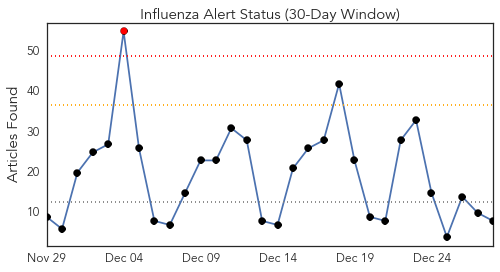 Influenza Alert Status (30-Day Window)
Articles Found
50
40
30
20
10
Nov 29 Dec 04 Dec 09 Dec 14 Dec 19 Dec 24